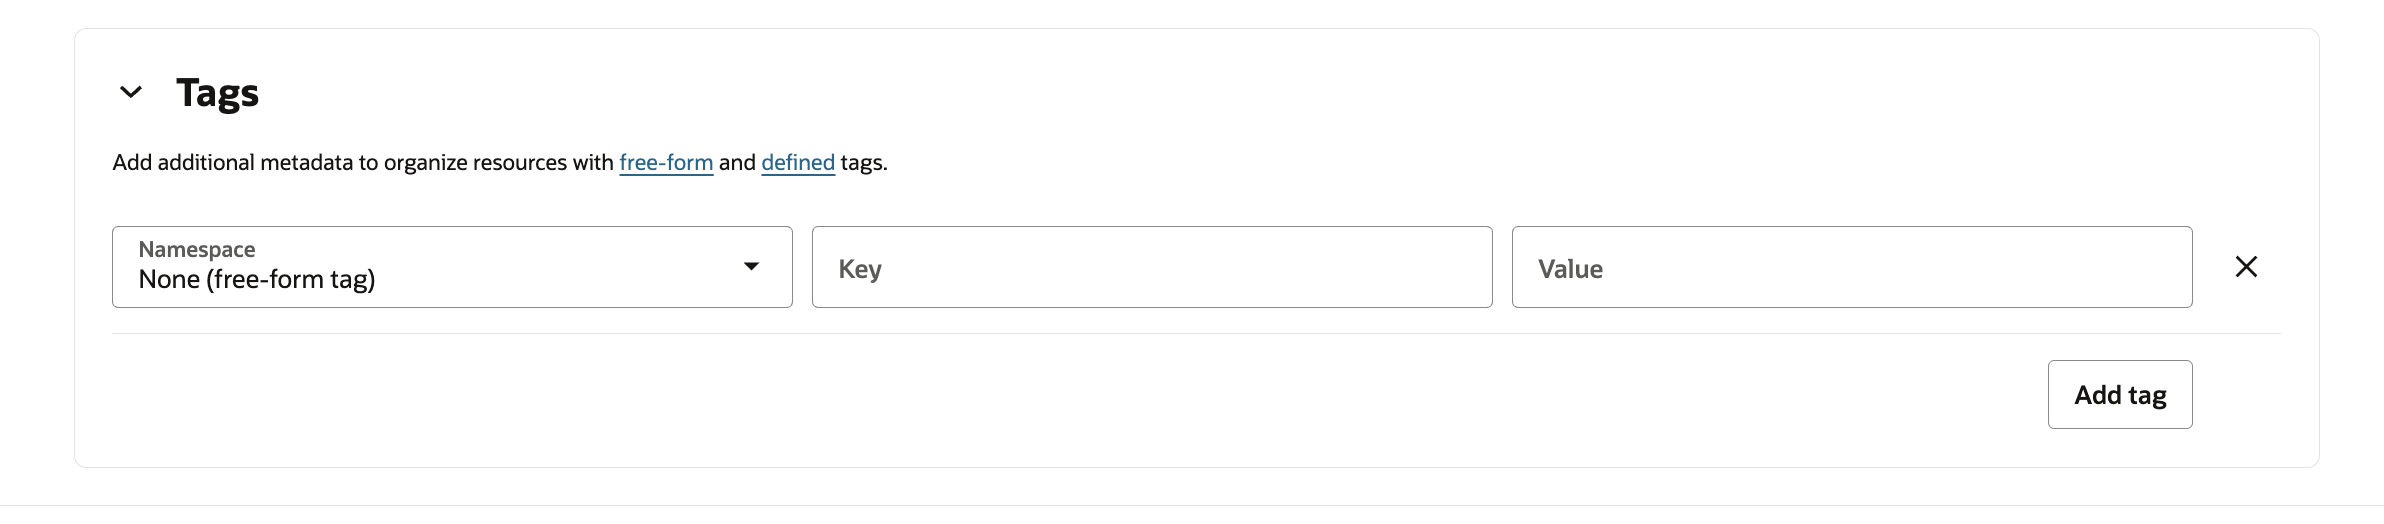 Tags
Add additional metadata to organize resources with free-form and defined tags.
Namespace
None (free-form tag)
Key
Value
Add tag